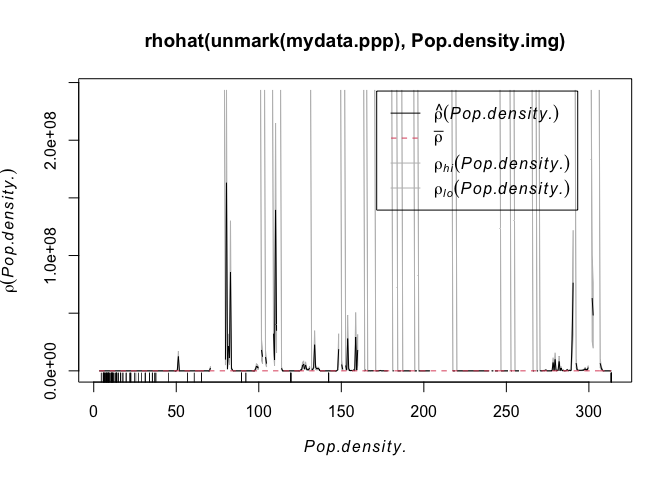 rhohat(unmark(mydata.ppp), Pop.density.img)
ρ(Pop.density.)
0.0e+00 1.0e+08 2.0e+08
ρ̂(Pop.density.)
ρ̅
ρhi(Pop.density.)
ρlo(Pop.density.)
0 50 100 150 200 250 300
Pop.density.